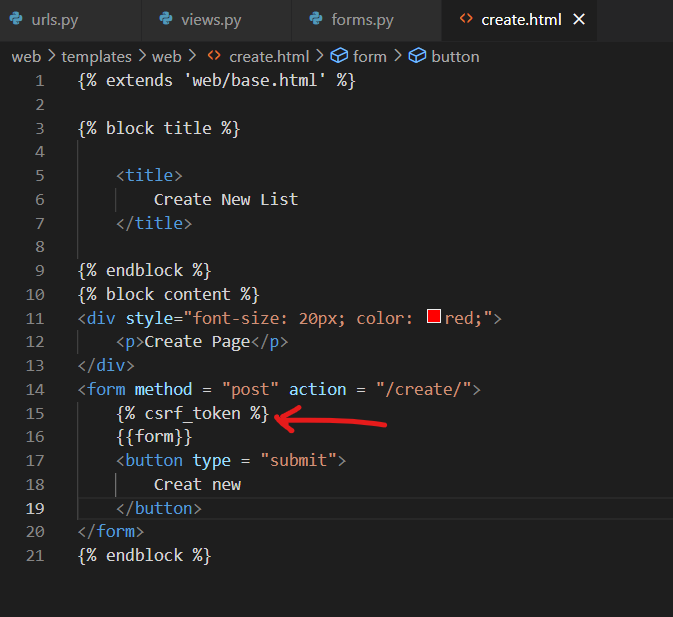 urls.py views.py forms.py create.html
web templates web create.html form button
1 {% extends 'web/base.html' %}
2
3 {% block title %}
4
5 <title>
6 Create New List
7 </title>
8
9 {% endblock %}
10 {% block content %}
11 <div style="font-size: 20px; color: red;">
12 <p>Create Page</p>
13 </div>
14 <form method = "post" action = "/create/">
15 {% csrf_token %}
16 {{form}}
17 <button type = "submit">
18 Creat new
19 </button>
20 </form>
21 {% endblock %}